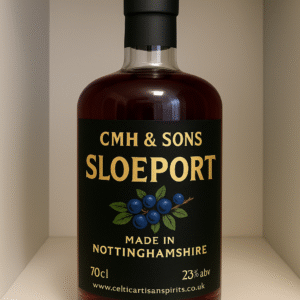 CMH & SONS
SLOEPORT
MADE IN
NOTTINGHAMSHIRE
70cl 23% abv
www.celticartisanspirits.co.uk